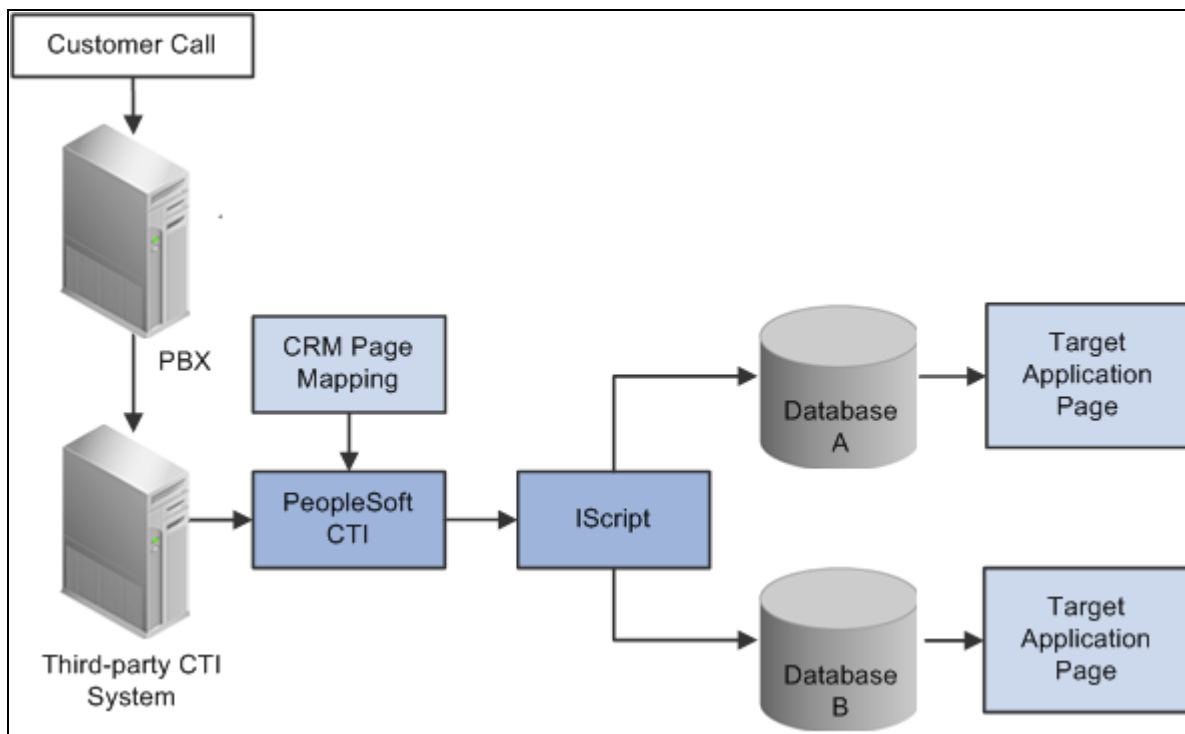 Customer Call
PBX
CRM Page
Mapping
Third-party CTI
System
PeopleSoft
CTI
IScript
Database
A
Target
Application
Page
Database
B
Target
Application
Page